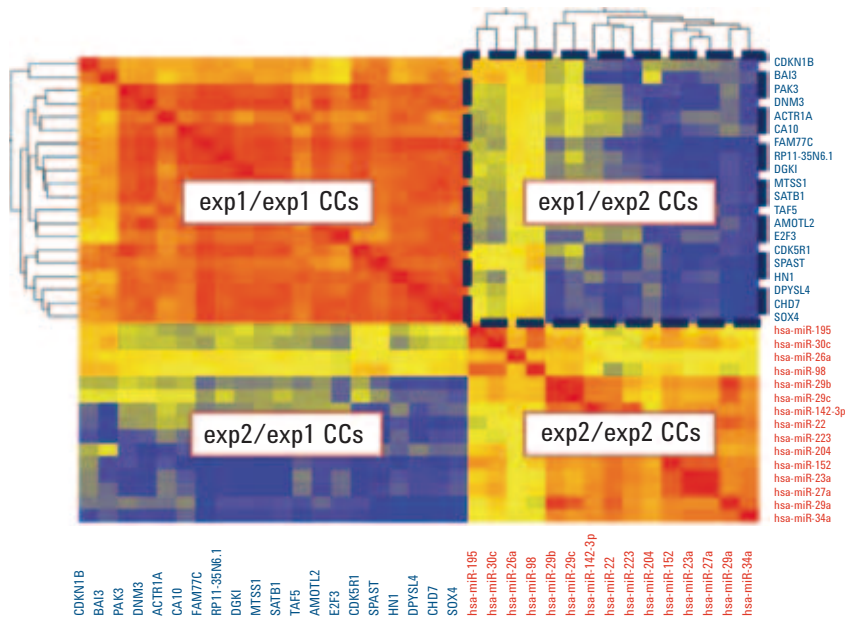 CDKN1B
BAI3
PAK3
DNM3
ACTR1A
CA10
FAM77C
RP11-35N6.1
DGKI
MTSS1
SATB1
TAF5
AMOTL2
E2F3
CDK5R1
SPAST
HN1
DPYSL4
CHD7
SOX4
hsa-miR-195
hsa-miR-30c
hsa-miR-26a
hsa-miR-98
hsa-miR-29b
hsa-miR-29c
hsa-miR-142-3p
hsa-miR-22
hsa-miR-223
hsa-miR-204
hsa-miR-152
hsa-miR-23a
hsa-miR-27a
hsa-miR-29a
hsa-miR-34a
exp1/exp1 CCs
exp1/exp2 CCs
exp2/exp1 CCs
exp2/exp2 CCs
CDKN1B
BAI3
PAK3
DNM3
ACTR1A
CA10
FAM77C
RP11-35N6.1
DGKI
MTSS1
SATB1
TAF5
AMOTL2
E2F3
CDK5R1
SPAST
HN1
DPYSL4
CHD7
SOX4
hsa-miR-195
hsa-miR-30c
hsa-miR-26a
hsa-miR-98
hsa-miR-29b
hsa-miR-29c
hsa-miR-142-3p
hsa-miR-22
hsa-miR-223
hsa-miR-204
hsa-miR-152
hsa-miR-23a
hsa-miR-27a
hsa-miR-29a
hsa-miR-34a